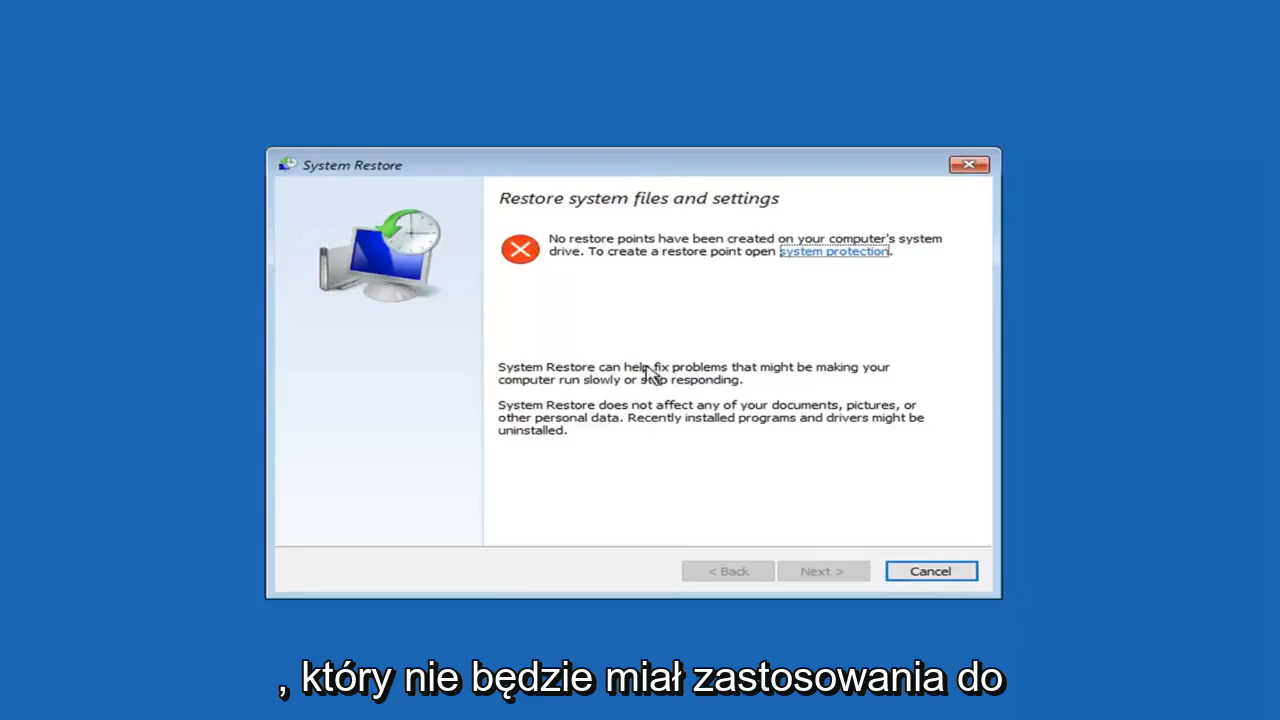 System Restore
Restore system files and settings
No restore points have been created on your computer's system
drive. To create a restore point open system protection.
System Restore can help fix problems that might be making your
computer run slowly or stop responding.
System Restore does not affect any of your documents, pictures, or
other personal data. Recently installed programs and drivers might be
uninstalled.
< Back Next > Cancel
, który nie będzie miał zastosowania do